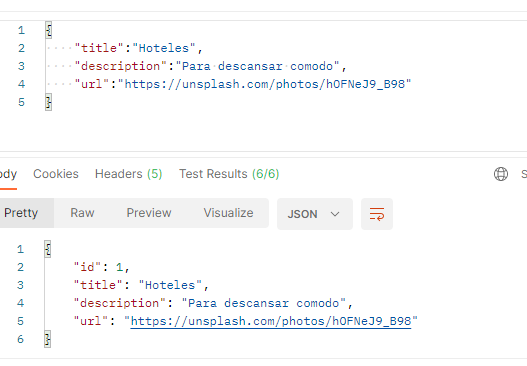 1 {
2 "title":"Hoteles",
3 "description":"Para descansar comodo",
4 "url":"https://unsplash.com/photos/hOFNeJ9_B98"
5 }
ody Cookies Headers (5) Test Results (6/6) S
Pretty Raw Preview Visualize JSON
1 {
2 "id": 1,
3 "title": "Hoteles",
4 "description": "Para descansar comodo",
5 "url": "https://unsplash.com/photos/hOFNeJ9_B98"
6 }